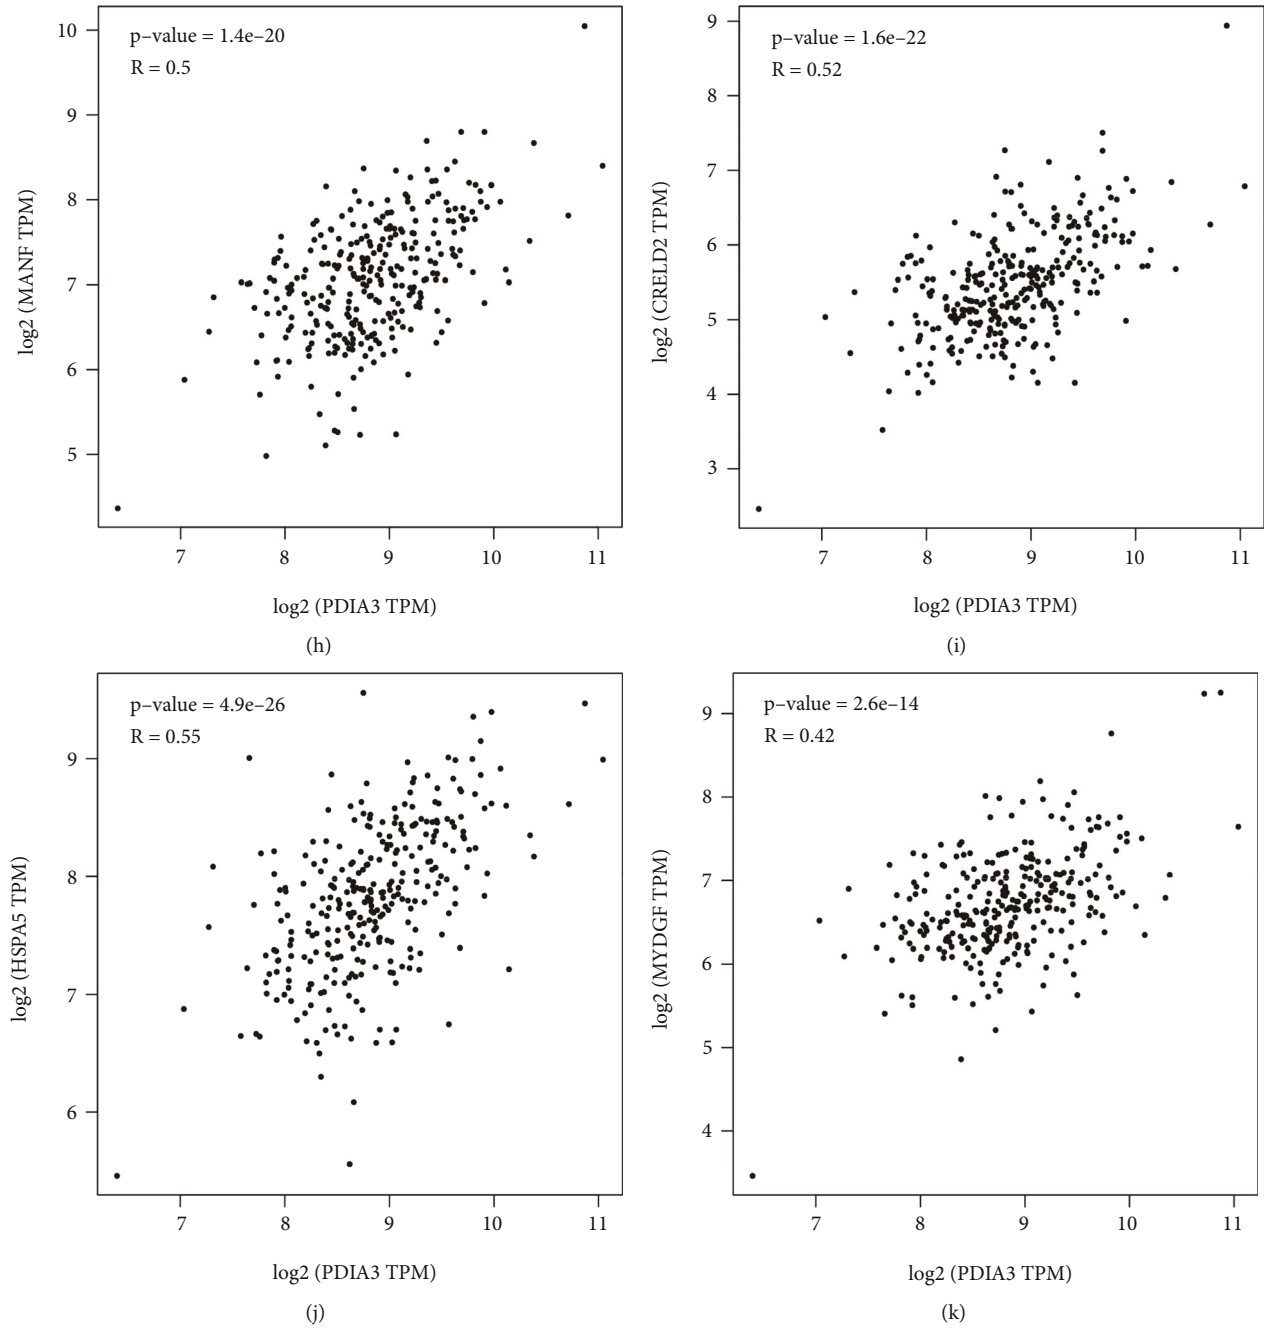 p–value = 1.4e–20
R = 0.5
log2 (MANF TPM)
10
9
8
7
6
5
7 8 9 10 11
log2 (PDIA3 TPM)
(h)
p–value = 1.6e–22
R = 0.52
log2 (CRELD2 TPM)
9
8
7
6
5
4
3
7 8 9 10 11
log2 (PDIA3 TPM)
(i)
p–value = 4.9e–26
R = 0.55
log2 (HSPA5 TPM)
9
8
7
6
7 8 9 10 11
log2 (PDIA3 TPM)
(j)
p–value = 2.6e–14
R = 0.42
log2 (MYDGF TPM)
9
8
7
6
5
4
7 8 9 10 11
log2 (PDIA3 TPM)
(k)